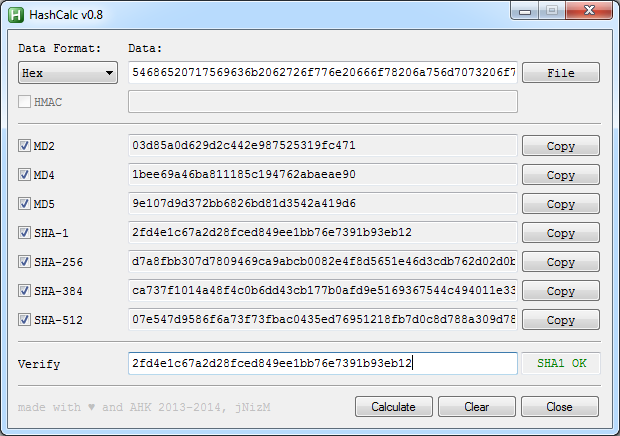 HashCalc v0.8
Data Format: Data:
Hex 54686520717569636b2062726f776e20666f78206a756d7073206f7 File
HMAC
MD2 03d85a0d629d2c442e987525319fc471 Copy
MD4 1bee69a46ba811185c194762abaeae90 Copy
MD5 9e107d9d372bb6826bd81d3542a419d6 Copy
SHA-1 2fd4e1c67a2d28fced849ee1bb76e7391b93eb12 Copy
SHA-256 d7a8fbb307d7809469ca9abcb0082e4f8d5651e46d3cdb762d02d0b Copy
SHA-384 ca737f1014a48f4c0b6dd43cb177b0afd9e5169367544c494011e33 Copy
SHA-512 07e547d9586f6a73f73fbac0435ed76951218fb7d0c8d788a309d78 Copy
Verify 2fd4e1c67a2d28fced849ee1bb76e7391b93eb12 SHA1 OK
made with ♥ and AHK 2013-2014, jNizM Calculate Clear Close